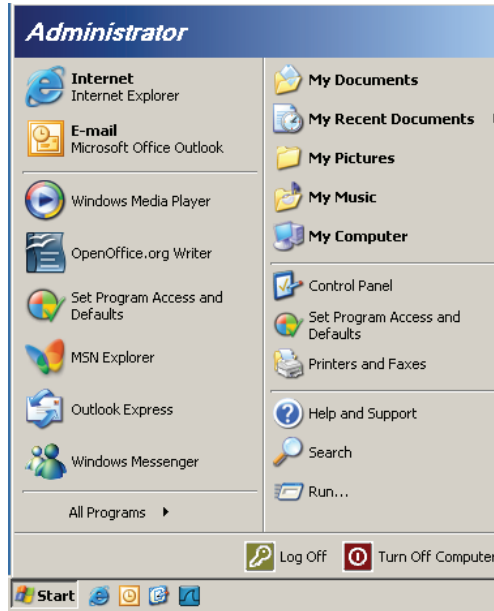 Administrator
Internet
Internet Explorer
E-mail
Microsoft Office Outlook
Windows Media Player
OpenOffice.org Writer
Set Program Access and
Defaults
MSN Explorer
Outlook Express
Windows Messenger
All Programs
My Documents
My Recent Documents
My Pictures
My Music
My Computer
Control Panel
Set Program Access and
Defaults
Printers and Faxes
Help and Support
Search
Run...
Log Off
Turn Off Computer
Start